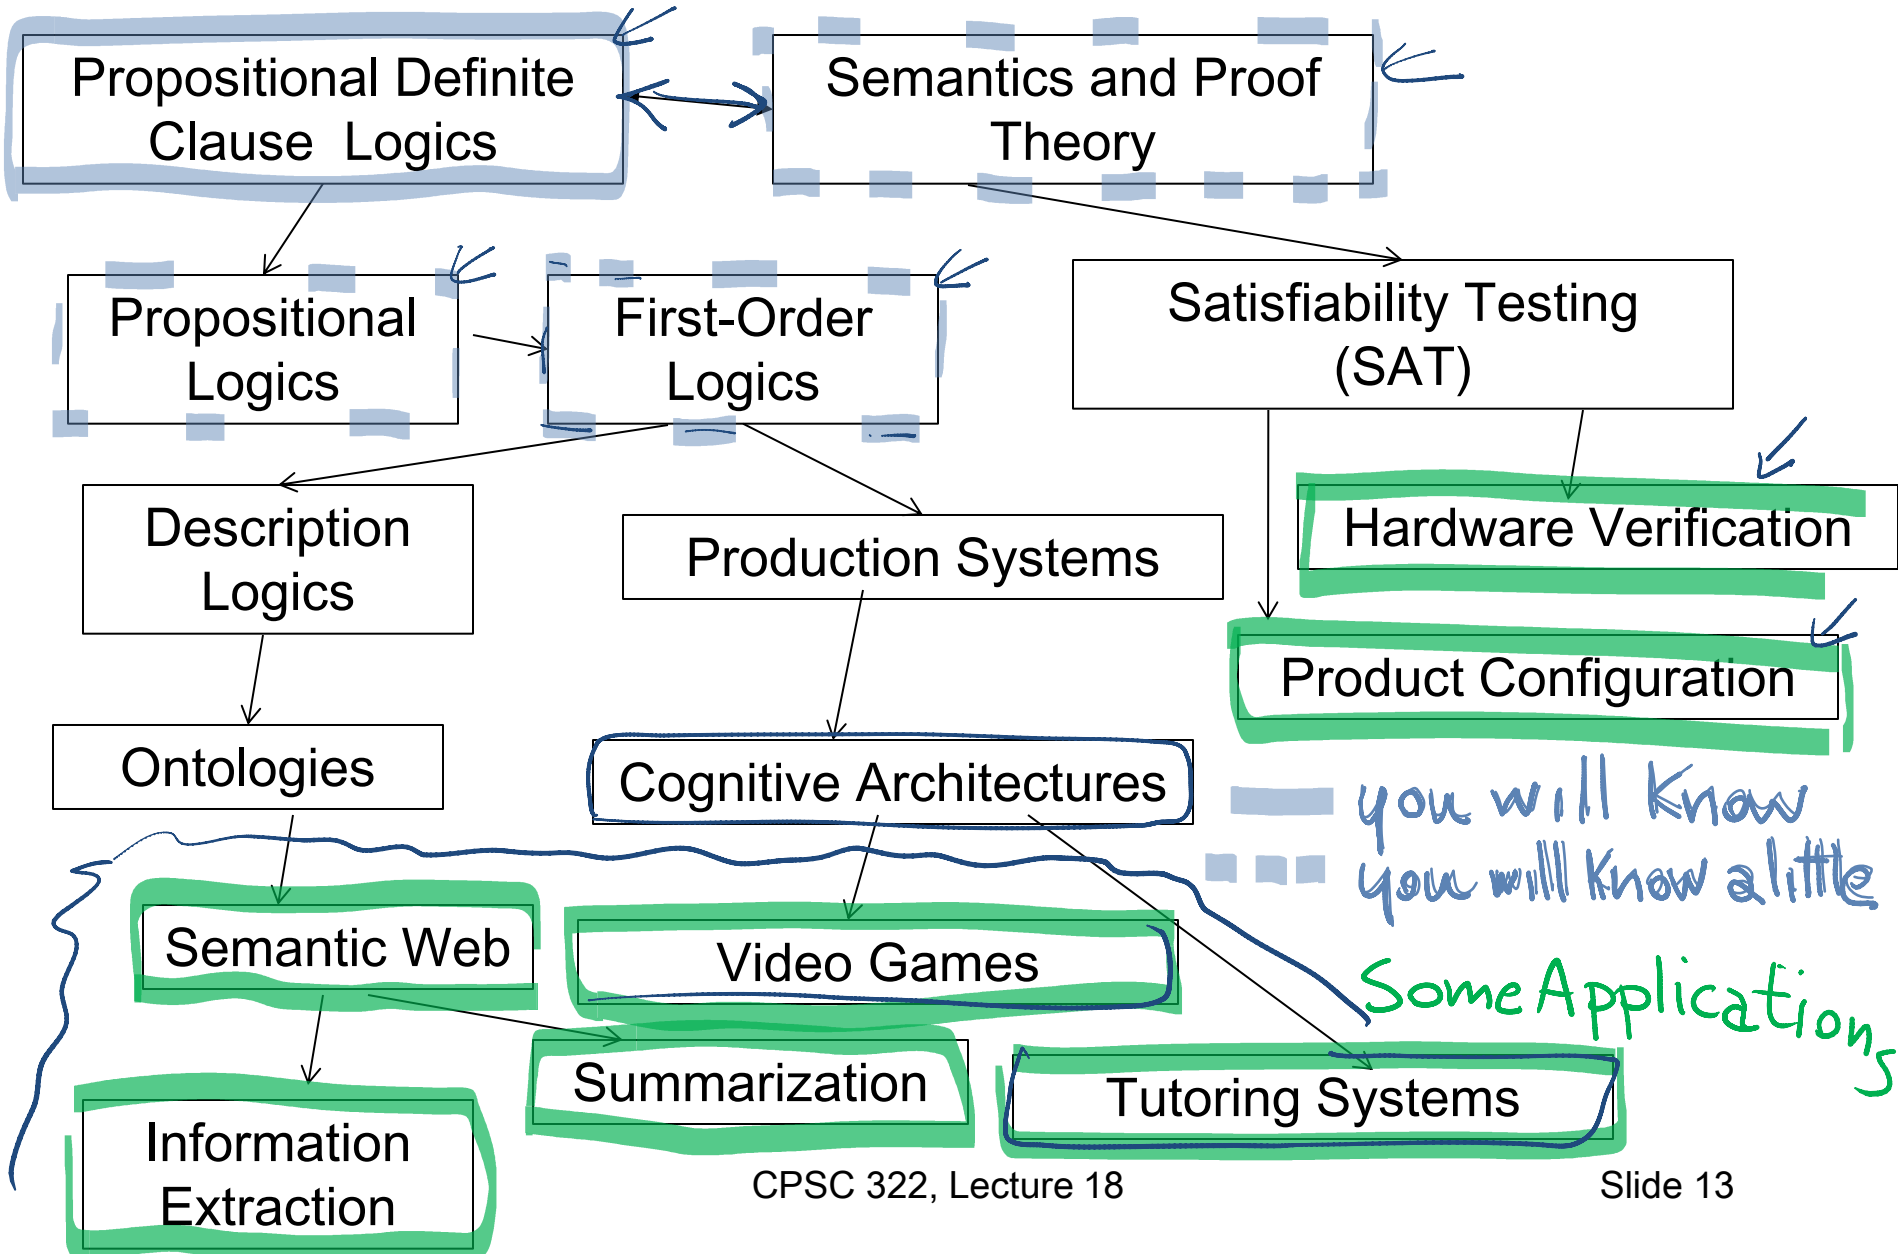 Propositional Definite
Clause Logics
Semantics and Proof
Theory
Propositional
Logics
First-Order
Logics
Satisfiability Testing
(SAT)
Description
Logics
Production Systems
Hardware Verification
Product Configuration
Ontologies
Cognitive Architectures
you will know
you will know a little
Semantic Web
Video Games
Some Applications
Summarization
Tutoring Systems
Information
Extraction
CPSC 322, Lecture 18
Slide 13